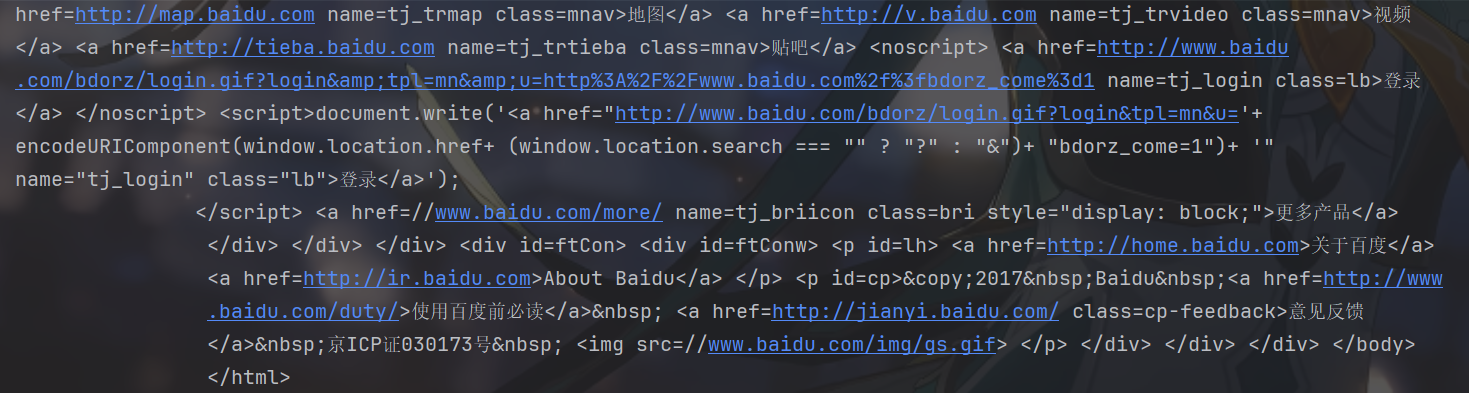 href=http://map.baidu.com name=tj_trmap class=mnav>地图</a> <a href=http://v.baidu.com name=tj_trvideo class=mnav>视频
</a> <a href=http://tieba.baidu.com name=tj_trtieba class=mnav>贴吧</a> <noscript> <a href=http://www.baidu
.com/bdorz/login.gif?login&amp;tpl=mn&amp;u=http%3A%2F%2Fwww.baidu.com%2f%3fbdorz_come%3d1 name=tj_login class=lb>登录
</a> </noscript> <script>document.write('<a href="http://www.baidu.com/bdorz/login.gif?login&tpl=mn&u='+
encodeURIComponent(window.location.href+ (window.location.search === "" ? "?" : "&")+ "bdorz_come=1")+ '"
name="tj_login" class="lb">登录</a>');
</script> <a href=//www.baidu.com/more/ name=tj_briicon class=bri style="display: block;">更多产品</a>
</div> </div> </div> <div id=ftCon> <div id=ftConw> <p id=lh> <a href=http://home.baidu.com>关于百度</a>
<a href=http://ir.baidu.com>About Baidu</a> </p> <p id=cp>&copy;2017&nbsp;Baidu&nbsp;<a href=http://www
.baidu.com/duty/>使用百度前必读</a>&nbsp; <a href=http://jianyi.baidu.com/ class=cp-feedback>意见反馈
</a>&nbsp;京ICP证030173号&nbsp; <img src=//www.baidu.com/img/gs.gif> </p> </div> </div> </div> </body>
</html>